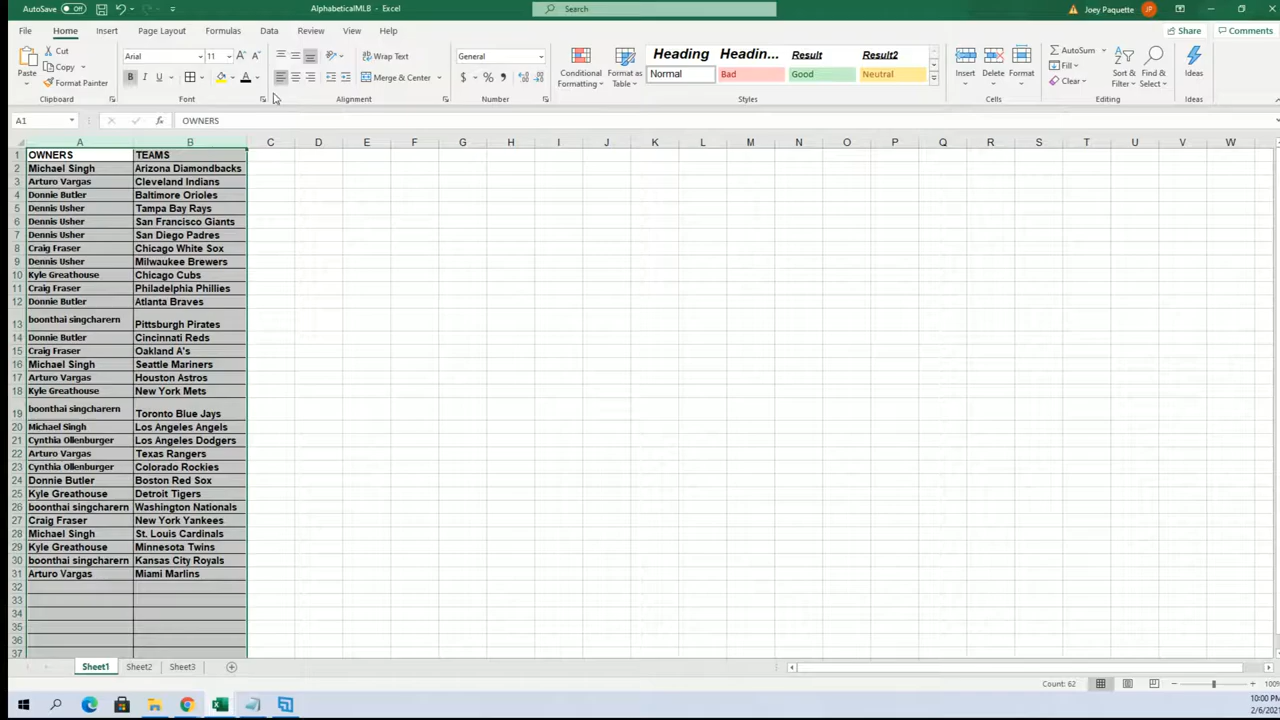 AutoSave Off AlphabeticalMLB - Excel Search Joey Paquette JP
File Home Insert Page Layout Formulas Data Review View Help Share Comments
Paste Cut Copy Format Painter Clipboard
Arial 11 A A B I U A Font
Wrap Text Merge & Center Alignment
General $ % Number
Conditional Formatting Format as Table Heading Headin... Result Result2 Normal Bad Good Neutral Styles
Insert Delete Format Cells
AutoSum Fill Clear Sort & Filter Find & Select Editing
Ideas Ideas
A1 fx OWNERS
A B C D E F G H I J K L M N O P Q R S T U V W
1 OWNERS TEAMS
2 Michael Singh Arizona Diamondbacks
3 Arturo Vargas Cleveland Indians
4 Donnie Butler Baltimore Orioles
5 Dennis Usher Tampa Bay Rays
6 Dennis Usher San Francisco Giants
7 Dennis Usher San Diego Padres
8 Craig Fraser Chicago White Sox
9 Dennis Usher Milwaukee Brewers
10 Kyle Greathouse Chicago Cubs
11 Craig Fraser Philadelphia Phillies
12 Donnie Butler Atlanta Braves
13 boonthai singcharern Pittsburgh Pirates
14 Donnie Butler Cincinnati Reds
15 Craig Fraser Oakland A's
16 Michael Singh Seattle Mariners
17 Arturo Vargas Houston Astros
18 Kyle Greathouse New York Mets
19 boonthai singcharern Toronto Blue Jays
20 Michael Singh Los Angeles Angels
21 Cynthia Ollenburger Los Angeles Dodgers
22 Arturo Vargas Texas Rangers
23 Cynthia Ollenburger Colorado Rockies
24 Donnie Butler Boston Red Sox
25 Kyle Greathouse Detroit Tigers
26 boonthai singcharern Washington Nationals
27 Craig Fraser New York Yankees
28 Michael Singh St. Louis Cardinals
29 Kyle Greathouse Minnesota Twins
30 boonthai singcharern Kansas City Royals
31 Arturo Vargas Miami Marlins
32
33
34
35
36
37
Sheet1 Sheet2 Sheet3
Count: 62 100%
10:00 PM